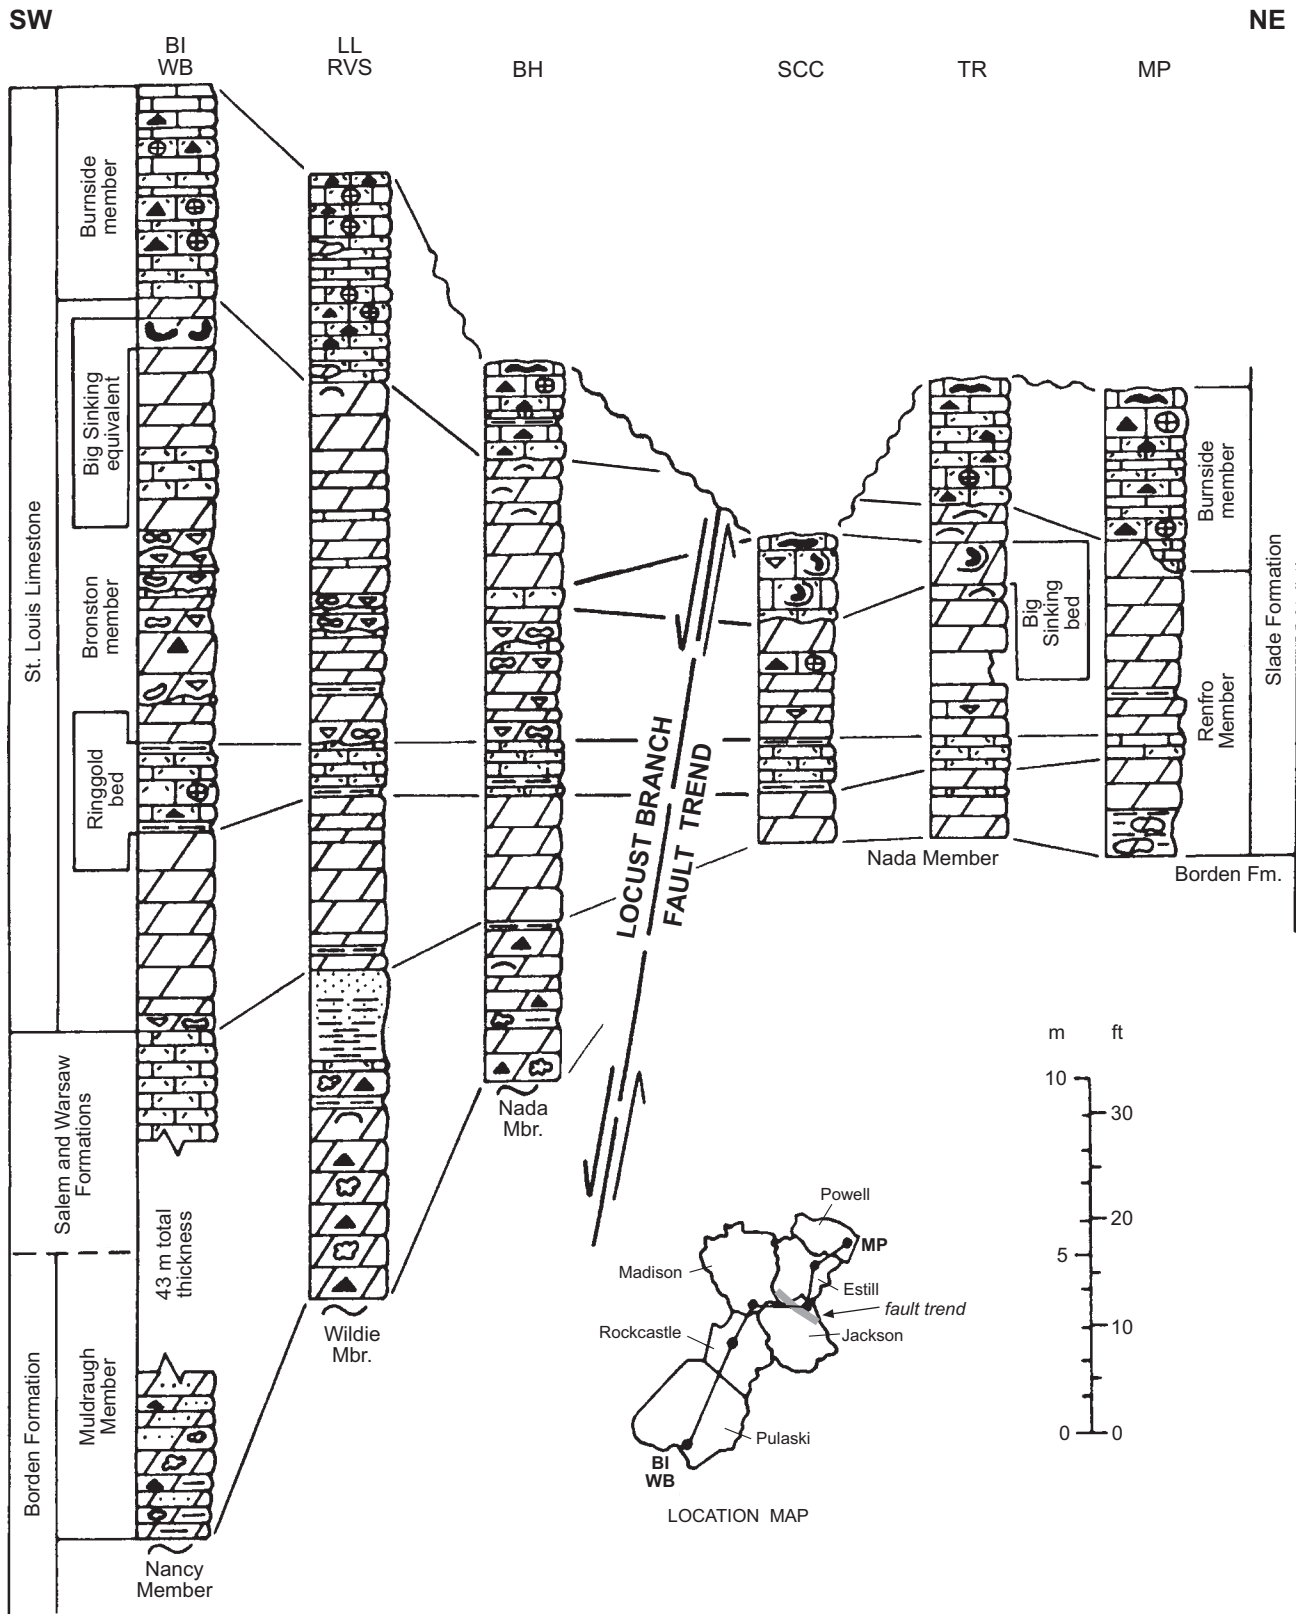 SW
NE
BI
WB
LL
RVS
BH
SCC
TR
MP
St. Louis Limestone
Burnside
member
Big Sinking
equivalent
Bronston
member
Ringgold
bed
Salem and Warsaw
Formations
43 m total
thickness
Borden Formation
Muldraugh
Member
Nancy
Member
Wildie
Mbr.
Nada
Mbr.
LOCUST BRANCH
FAULT TREND
Nada Member
Big
Sinking
bed
Burnside
member
Renfro
Member
Slade Formation
Borden Fm.
m
ft
10
30
20
5
10
0
0
Powell
MP
Madison
Estill
fault trend
Rockcastle
Jackson
Pulaski
BI
WB
LOCATION MAP